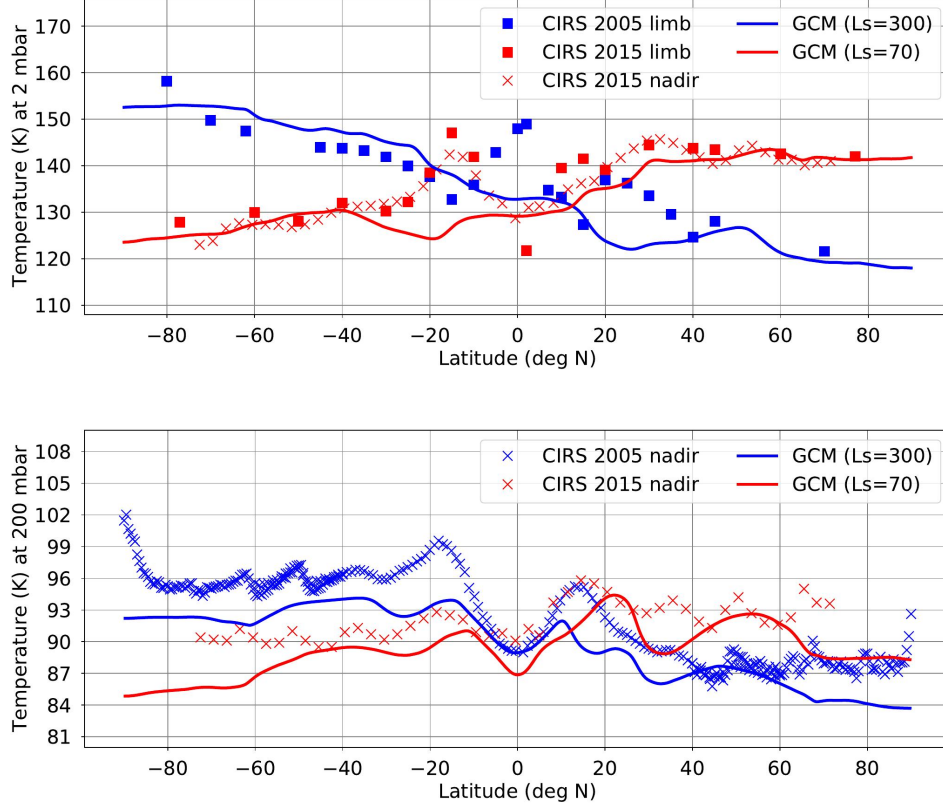 170
160
150
140
130
120
110
Temperature (K) at 2 mbar
CIRS 2005 limb
CIRS 2015 limb
CIRS 2015 nadir
GCM (Ls=300)
GCM (Ls=70)
−80 −60 −40 −20 0 20 40 60 80
Latitude (deg N)
108
105
102
99
96
93
90
87
84
81
Temperature (K) at 200 mbar
CIRS 2005 nadir
CIRS 2015 nadir
GCM (Ls=300)
GCM (Ls=70)
−80 −60 −40 −20 0 20 40 60 80
Latitude (deg N)